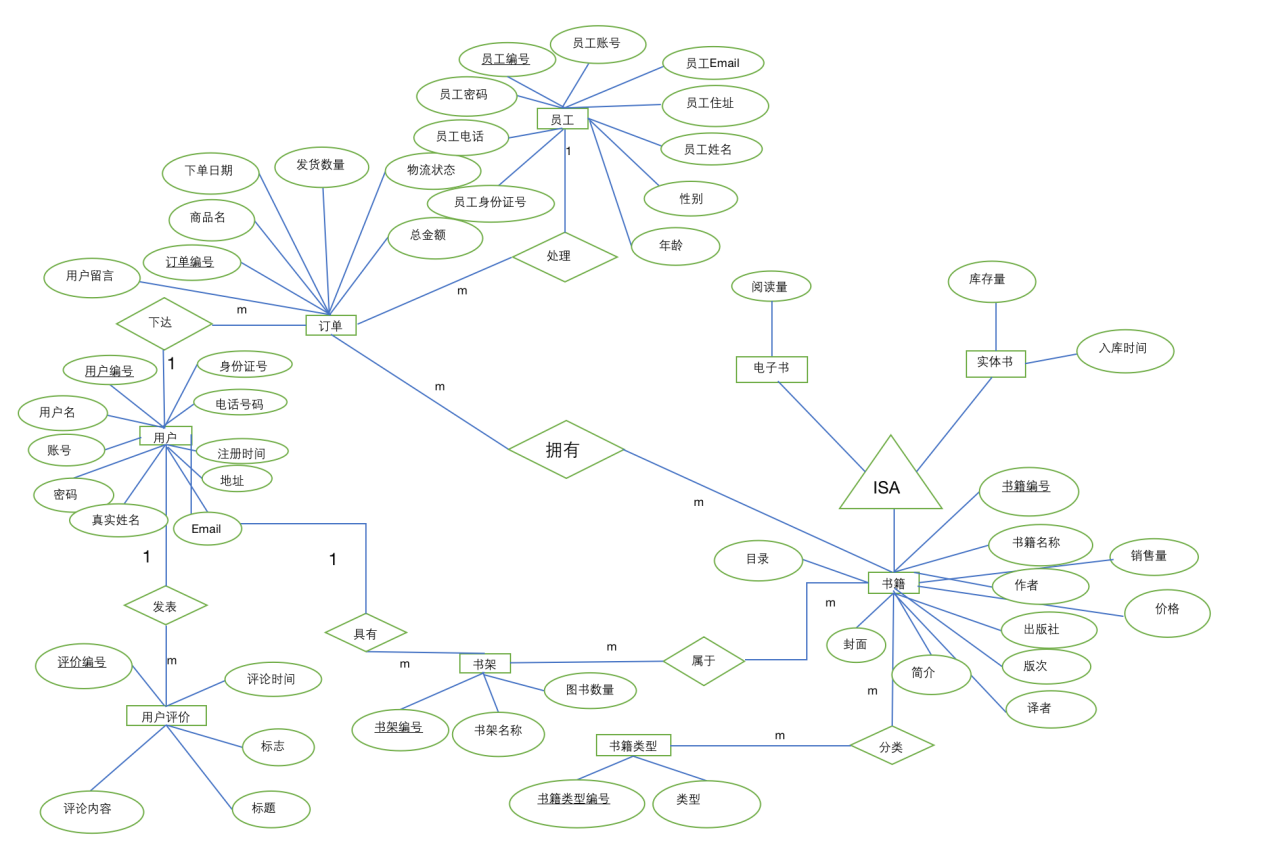 员工账号
员工编号
员工Email
员工密码
员工住址
员工
员工电话
1
员工姓名
下单日期
发货数量
物流状态
员工身份证号
性别
商品名
总金额
年龄
处理
订单编号
用户留言
m
阅读量
库存量
下达
m
订单
1
用户编号
身份证号
电子书
实体书
入库时间
m
用户名
电话号码
用户
账号
注册时间
拥有
地址
密码
ISA
书籍编号
m
真实姓名
Email
书籍名称
1
1
目录
销售量
书籍
作者
发表
m
价格
具有
出版社
封面
m
m
m
属于
书架
版次
评价编号
简介
评论时间
图书数量
m
译者
用户评价
书架编号
书架名称
标志
书籍类型
m
分类
评论内容
标题
书籍类型编号
类型